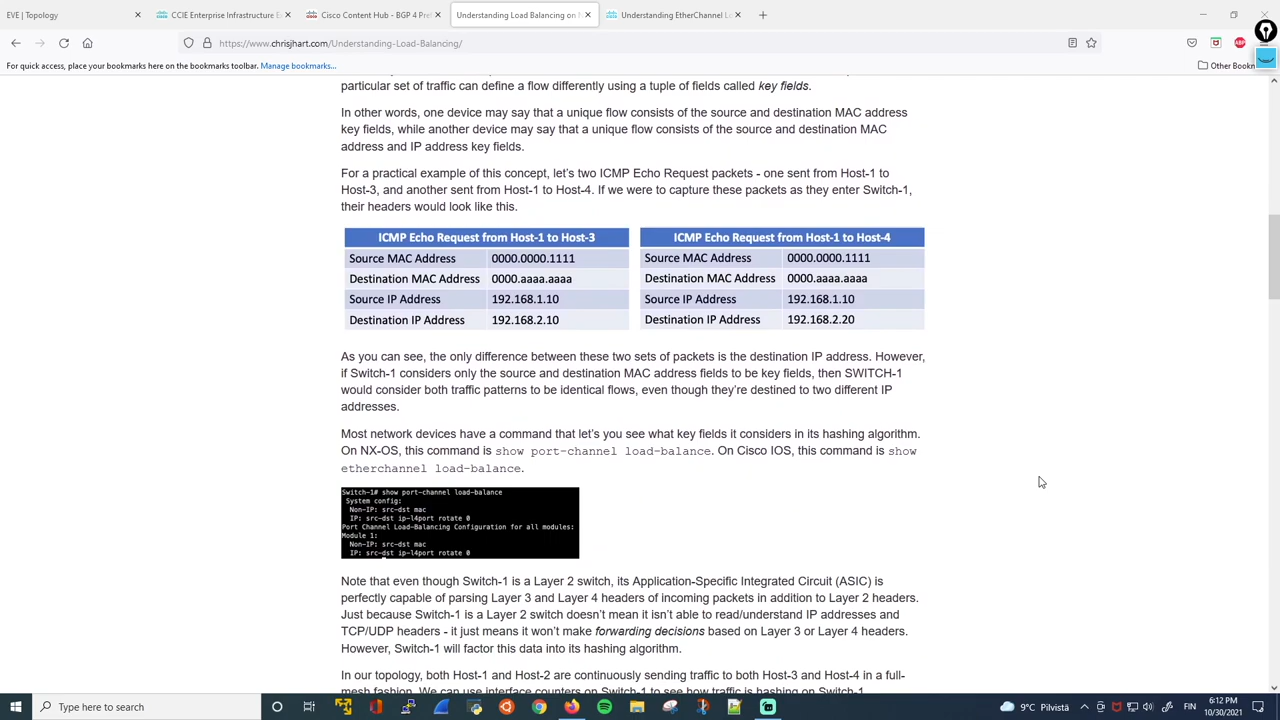 EVE | Topology
CCIE Enterprise Infrastructure E
Cisco Content Hub - BGP 4 Pref
Understanding Load Balancing on
Understanding EtherChannel Lo
https://www.chrisjhart.com/Understanding-Load-Balancing/
For quick access, place your bookmarks here on the bookmarks toolbar. Manage bookmarks...
Other Bookm
particular set of traffic can define a flow differently using a tuple of fields called key fields.
In other words, one device may say that a unique flow consists of the source and destination MAC address
key fields, while another device may say that a unique flow consists of the source and destination MAC
address and IP address key fields.
For a practical example of this concept, let's two ICMP Echo Request packets - one sent from Host-1 to
Host-3, and another sent from Host-1 to Host-4. If we were to capture these packets as they enter Switch-1,
their headers would look like this.
ICMP Echo Request from Host-1 to Host-3
Source MAC Address 0000.0000.1111
Destination MAC Address 0000.aaaa.aaaa
Source IP Address 192.168.1.10
Destination IP Address 192.168.2.10
ICMP Echo Request from Host-1 to Host-4
Source MAC Address 0000.0000.1111
Destination MAC Address 0000.aaaa.aaaa
Source IP Address 192.168.1.10
Destination IP Address 192.168.2.20
As you can see, the only difference between these two sets of packets is the destination IP address. However,
if Switch-1 considers only the source and destination MAC address fields to be key fields, then SWITCH-1
would consider both traffic patterns to be identical flows, even though they're destined to two different IP
addresses.
Most network devices have a command that let's you see what key fields it considers in its hashing algorithm.
On NX-OS, this command is show port-channel load-balance. On Cisco IOS, this command is show
etherchannel load-balance.
Switch-1# show port-channel load-balance
System config:
Non-IP: src-dst mac
IP: src-dst ip-l4port rotate 0
Port Channel Load-Balancing Configuration for all modules:
Module 1:
Non-IP: src-dst mac
IP: src-dst ip-l4port rotate 0
Note that even though Switch-1 is a Layer 2 switch, its Application-Specific Integrated Circuit (ASIC) is
perfectly capable of parsing Layer 3 and Layer 4 headers of incoming packets in addition to Layer 2 headers.
Just because Switch-1 is a Layer 2 switch doesn't mean it isn't able to read/understand IP addresses and
TCP/UDP headers - it just means it won't make forwarding decisions based on Layer 3 or Layer 4 headers.
However, Switch-1 will factor this data into its hashing algorithm.
In our topology, both Host-1 and Host-2 are continuously sending traffic to both Host-3 and Host-4 in a full-
mesh fashion. We can use interface counters on Switch-1 to see how traffic is hashing on Switch-1.
Type here to search
9°C Pilvistä
FIN
6:12 PM
10/30/2021